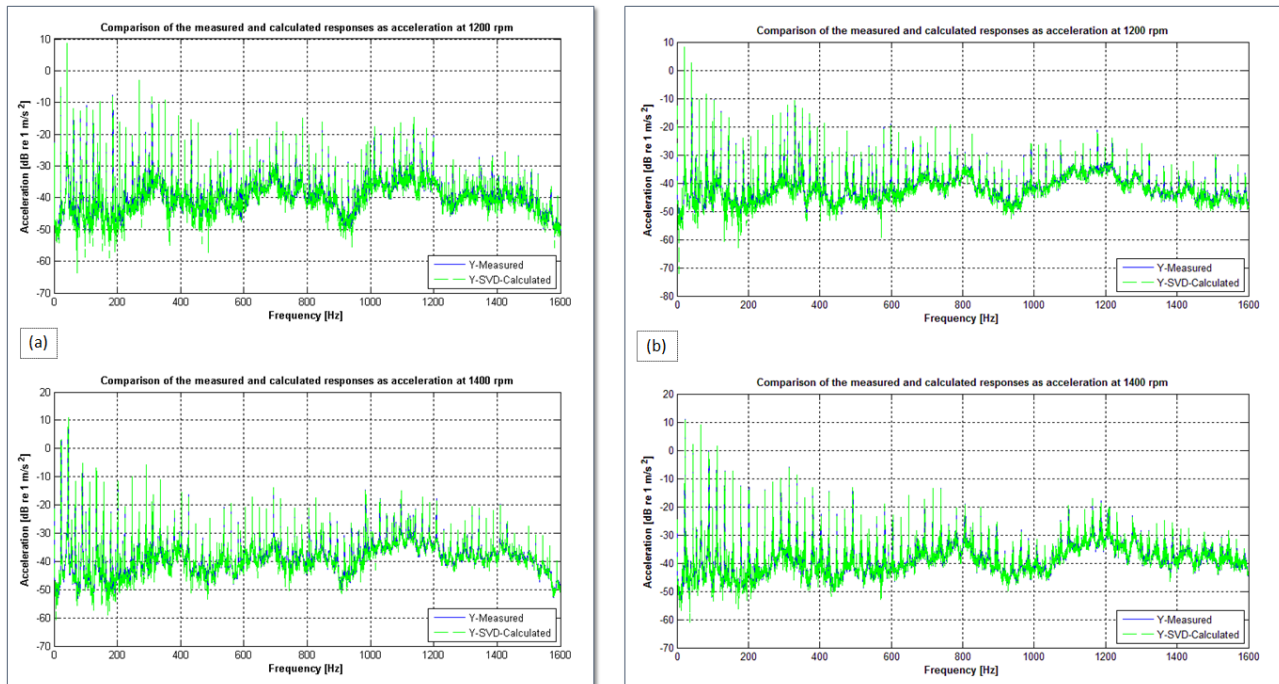 Comparison of the measured and calculated responses as acceleration at 1200 rpm
Acceleration [dB re 1 m/s 2]
10
0
-10
-20
-30
-40
-50
-60
-70
0 200 400 600 800 1000 1200 1400 1600
Frequency [Hz]
Y-Measured
Y-SVD-Calculated
(a)
Comparison of the measured and calculated responses as acceleration at 1400 rpm
Acceleration [dB re 1 m/s 2]
20
10
0
-10
-20
-30
-40
-50
-60
-70
0 200 400 600 800 1000 1200 1400 1600
Frequency [Hz]
Y-Measured
Y-SVD-Calculated
Comparison of the measured and calculated responses as acceleration at 1200 rpm
Acceleration [dB re 1 m/s 2]
10
0
-10
-20
-30
-40
-50
-60
-70
-80
0 200 400 600 800 1000 1200 1400 1600
Frequency [Hz]
Y-Measured
Y-SVD-Calculated
(b)
Comparison of the measured and calculated responses as acceleration at 1400 rpm
Acceleration [dB re 1 m/s 2]
20
10
0
-10
-20
-30
-40
-50
-60
-70
0 200 400 600 800 1000 1200 1400 1600
Frequency [Hz]
Y-Measured
Y-SVD-Calculated